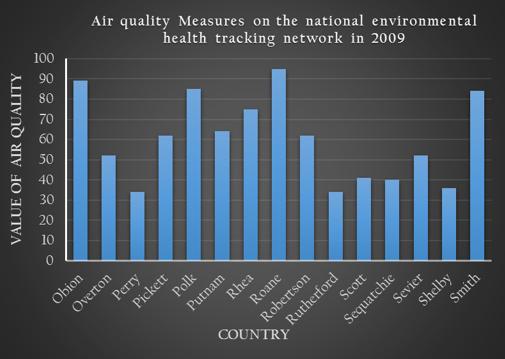 Air quality Measures on the national environmental
health tracking network in 2009
VALUE OF AIR QUALITY
100
90
80
70
60
50
40
30
20
10
0
Obion
Overton
Perry
Pickett
Polk
Putnam
Rhea
Roane
Robertson
Rutherford
Scott
Sequatchie
Sevier
Shelby
Smith
COUNTRY